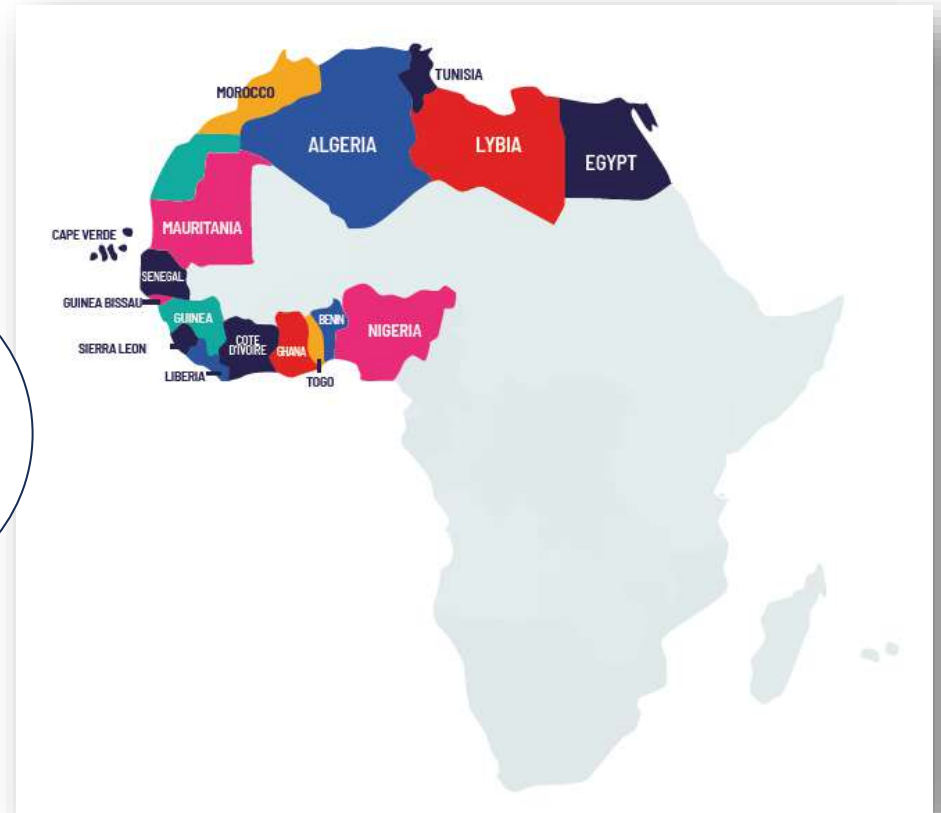 TUNISIA
MOROCCO
ALGERIA
LYBIA
EGYPT
MAURITANIA
CAPE VERDE
SENEGAL
GUINEA BISSAU
GUINEA
BENIN
NIGERIA
COTE
D'IVOIRE
GHANA
SIERRA LEON
LIBERIA
TOGO